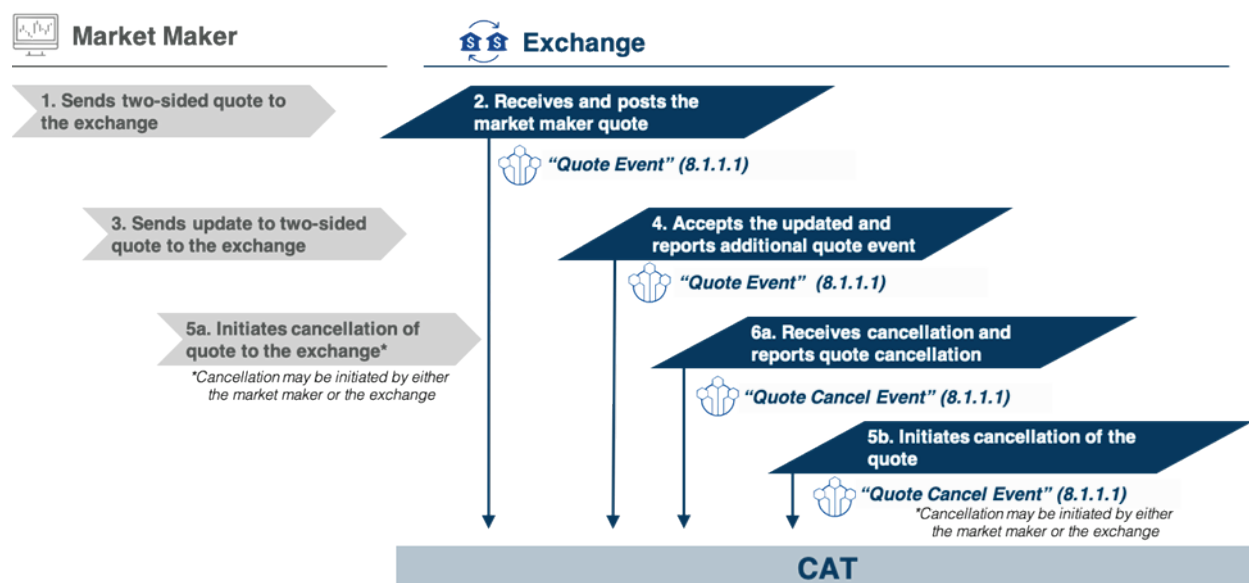 Market Maker
Exchange
1. Sends two-sided quote to
the exchange
2. Receives and posts the
market maker quote
“Quote Event” (8.1.1.1)
3. Sends update to two-sided
quote to the exchange
4. Accepts the updated and
reports additional quote event
“Quote Event” (8.1.1.1)
5a. Initiates cancellation of
quote to the exchange*
*Cancellation may be initiated by either
the market maker or the exchange
6a. Receives cancellation and
reports quote cancellation
“Quote Cancel Event” (8.1.1.1)
5b. Initiates cancellation of the
quote
“Quote Cancel Event” (8.1.1.1)
*Cancellation may be initiated by either
the market maker or the exchange
CAT